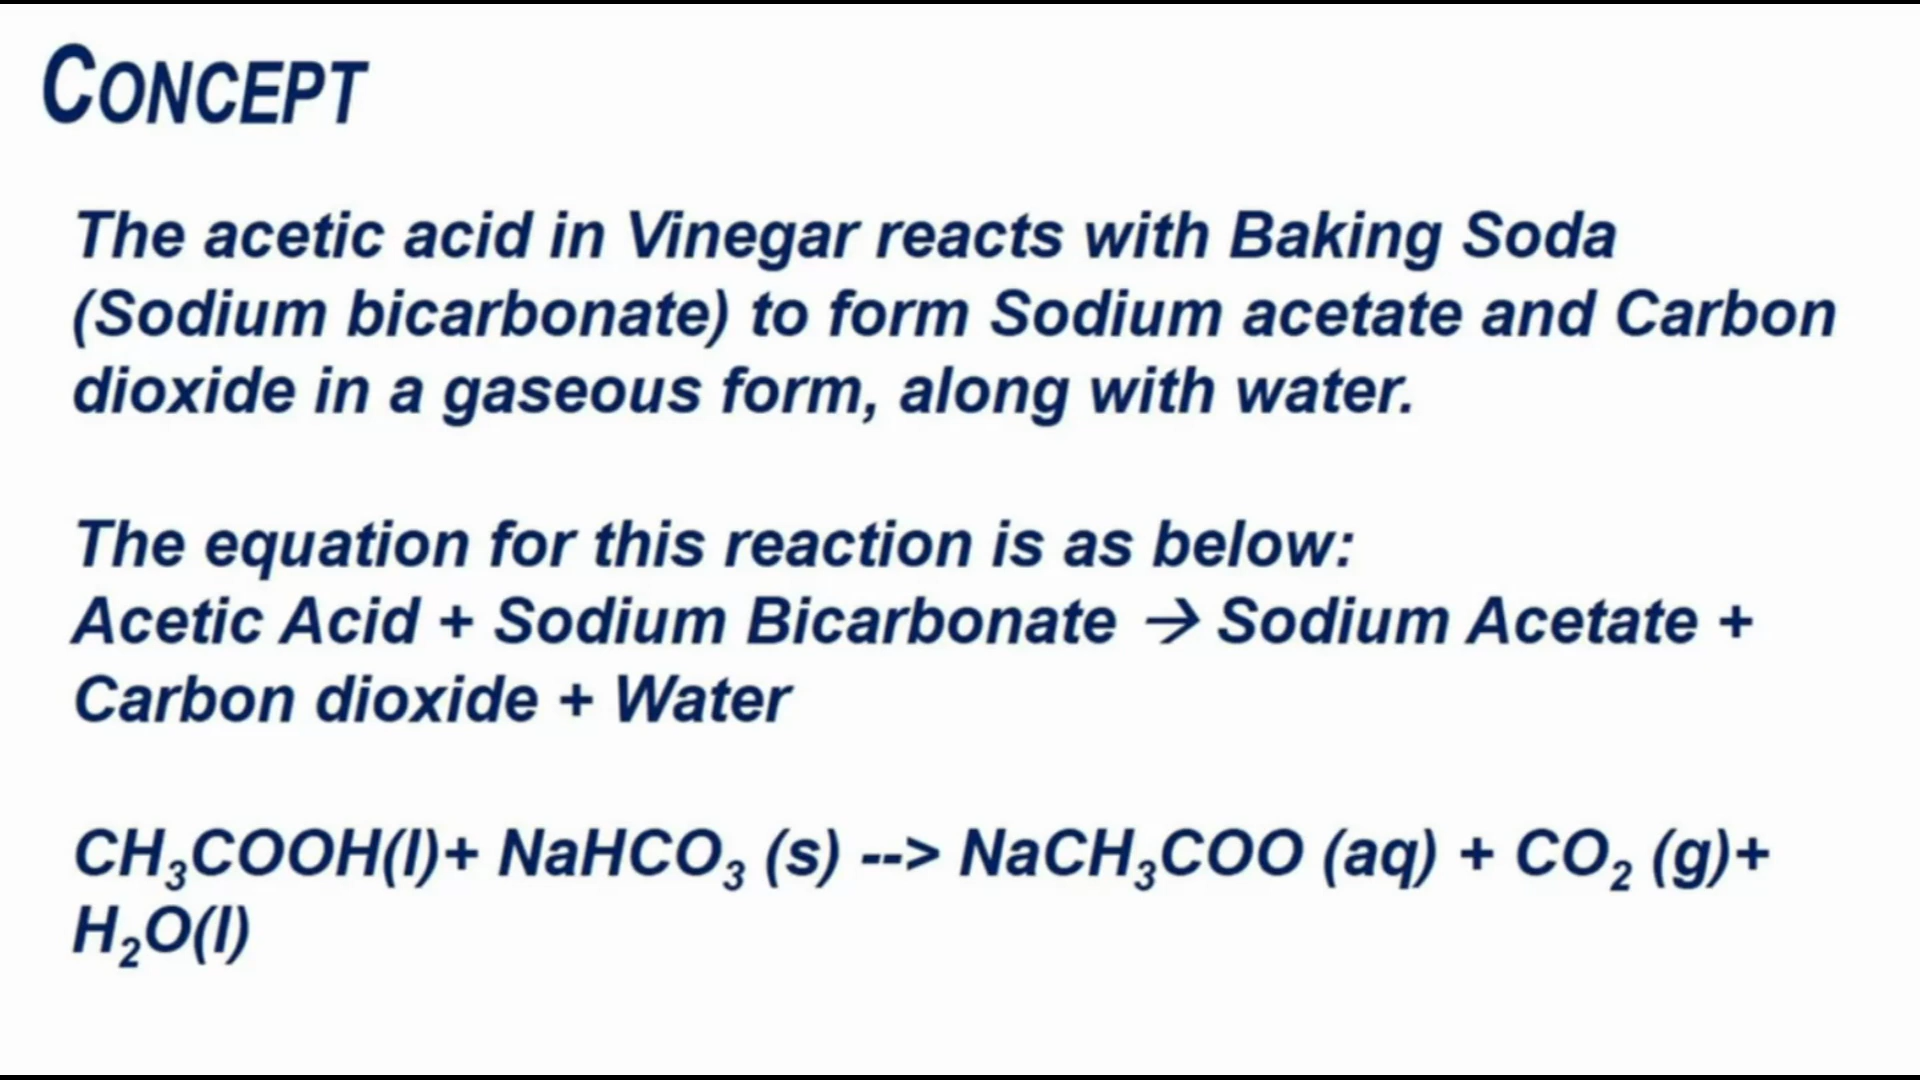 CONCEPT
The acetic acid in Vinegar reacts with Baking Soda
(Sodium bicarbonate) to form Sodium acetate and Carbon
dioxide in a gaseous form, along with water.
The equation for this reaction is as below:
Acetic Acid + Sodium Bicarbonate → Sodium Acetate +
Carbon dioxide + Water
CH₃COOH(l)+ NaHCO₃ (s) --> NaCH₃COO (aq) + CO₂ (g)+
H₂O(l)